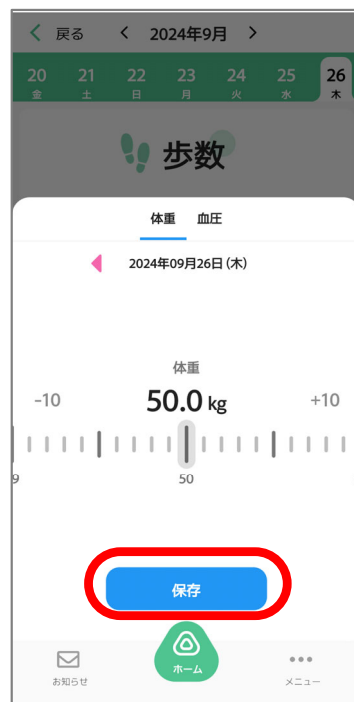 戻る 2024年9月
20 21 22 23 24 25 26
金 土 日 月 火 水 木
歩数
体重 血圧
2024年09月26日(木)
体重
-10 50.0 kg +10
9 50
保存
お知らせ ホーム メニュー